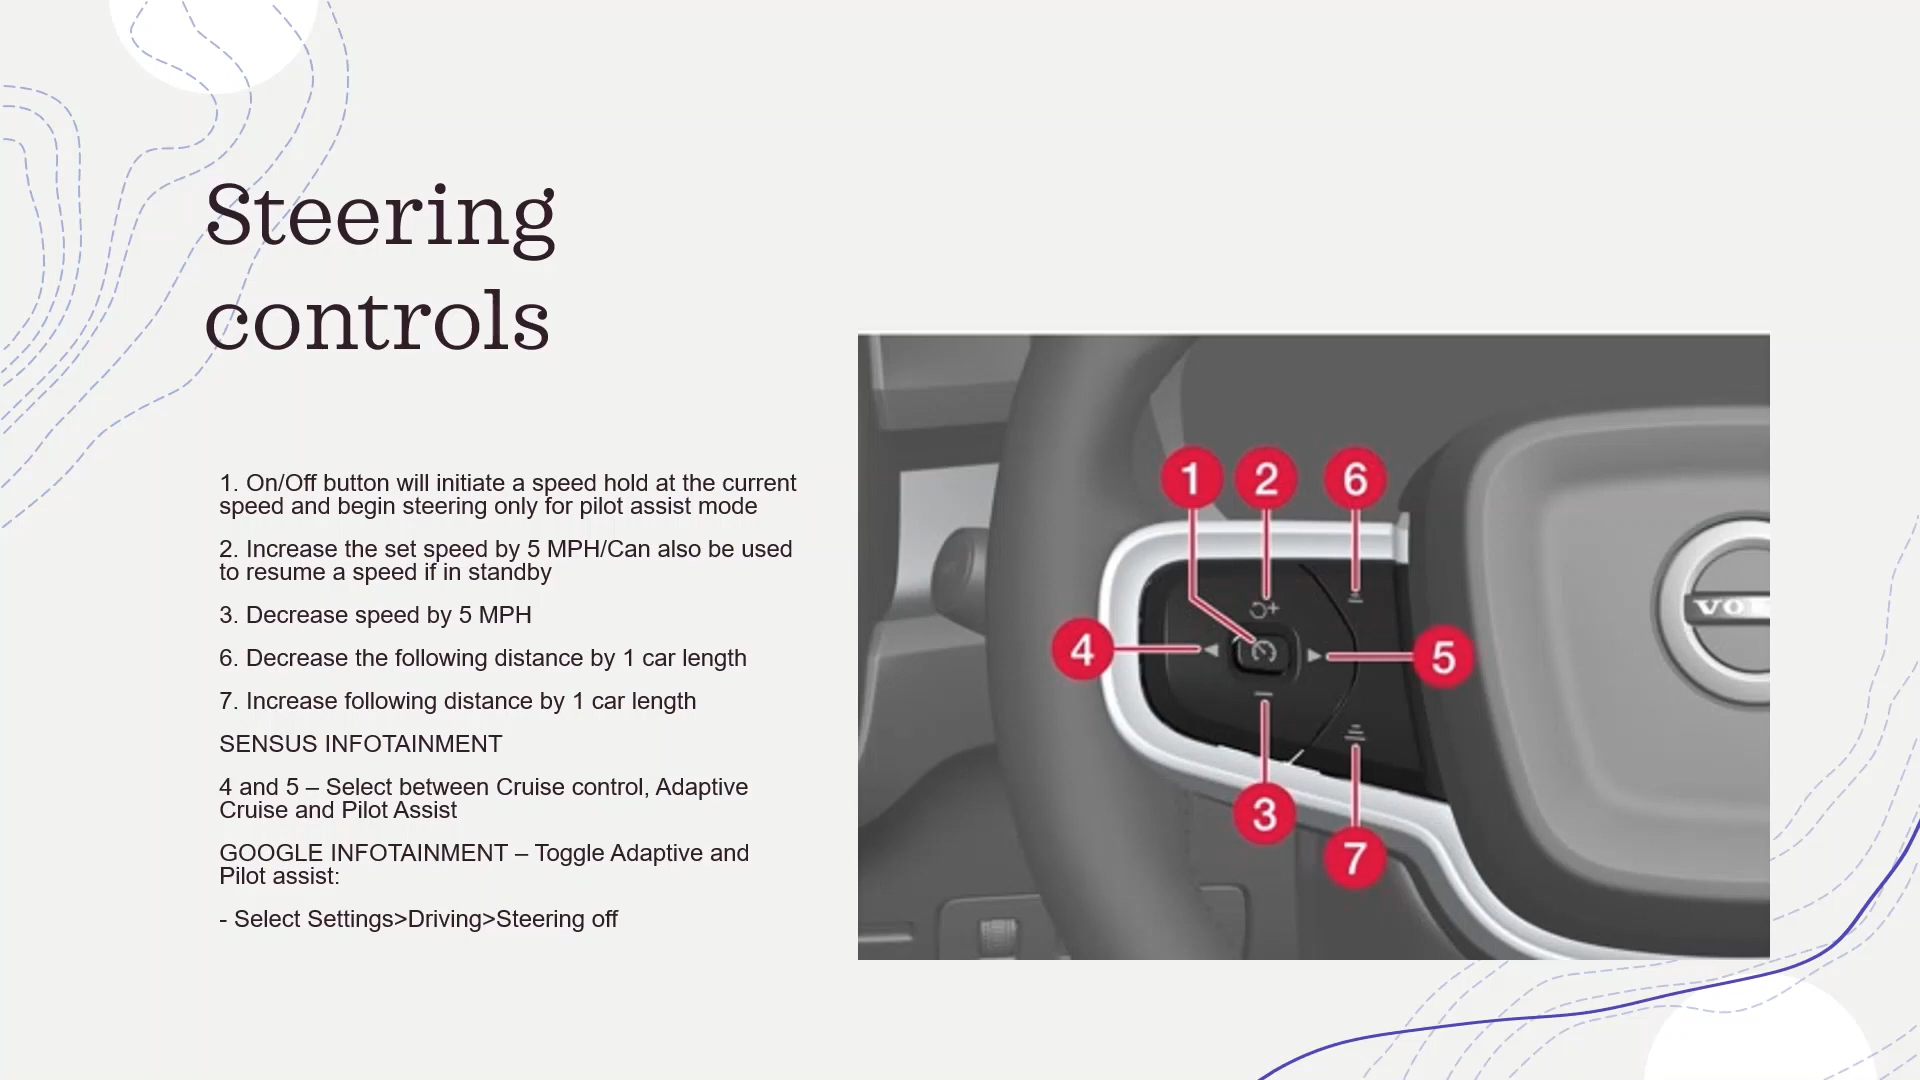 Steering
controls
1. On/Off button will initiate a speed hold at the current
speed and begin steering only for pilot assist mode
2. Increase the set speed by 5 MPH/Can also be used
to resume a speed if in standby
3. Decrease speed by 5 MPH
6. Decrease the following distance by 1 car length
7. Increase following distance by 1 car length
SENSUS INFOTAINMENT
4 and 5 – Select between Cruise control, Adaptive
Cruise and Pilot Assist
GOOGLE INFOTAINMENT – Toggle Adaptive and
Pilot assist:
- Select Settings>Driving>Steering off
1 2 6
4 5
3
7